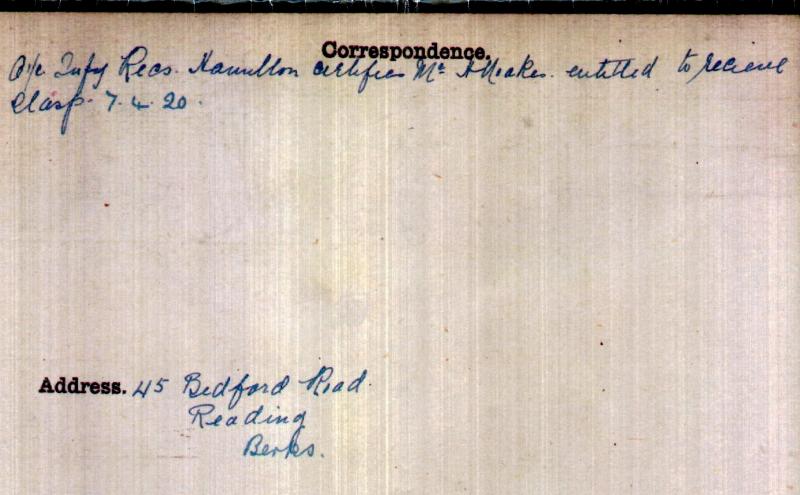 Correspondence.
O i/c Infy Recs. Hamilton certifies Mr A Noakes. entitled to receive
Clasp. 7.4.20.
Address. 45 Bedford Road.
Reading
Berks.